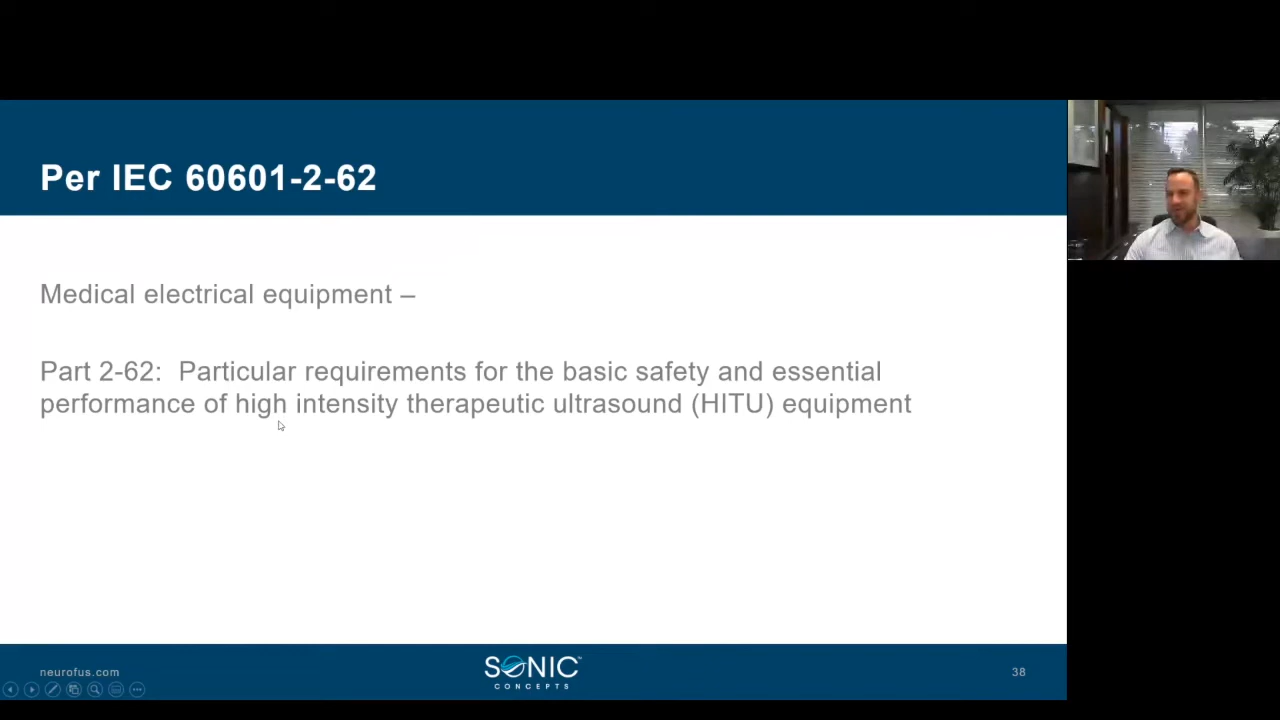 Per IEC 60601-2-62
Medical electrical equipment –
Part 2-62: Particular requirements for the basic safety and essential
performance of high intensity therapeutic ultrasound (HITU) equipment
neurofus.com
SONIC
CONCEPTS
38